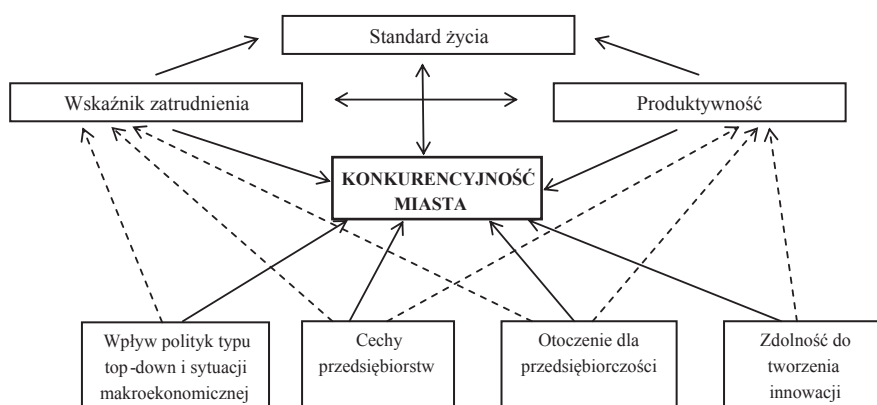 Standard życia
Wskaźnik zatrudnienia
Produktywność
KONKURENCYJNOŚĆ
MIASTA
Wpływ polityk typu
top-down i sytuacji
makroekonomicznej
Cechy
przedsiębiorstw
Otoczenie dla
przedsiębiorczości
Zdolność do
tworzenia
innowacji